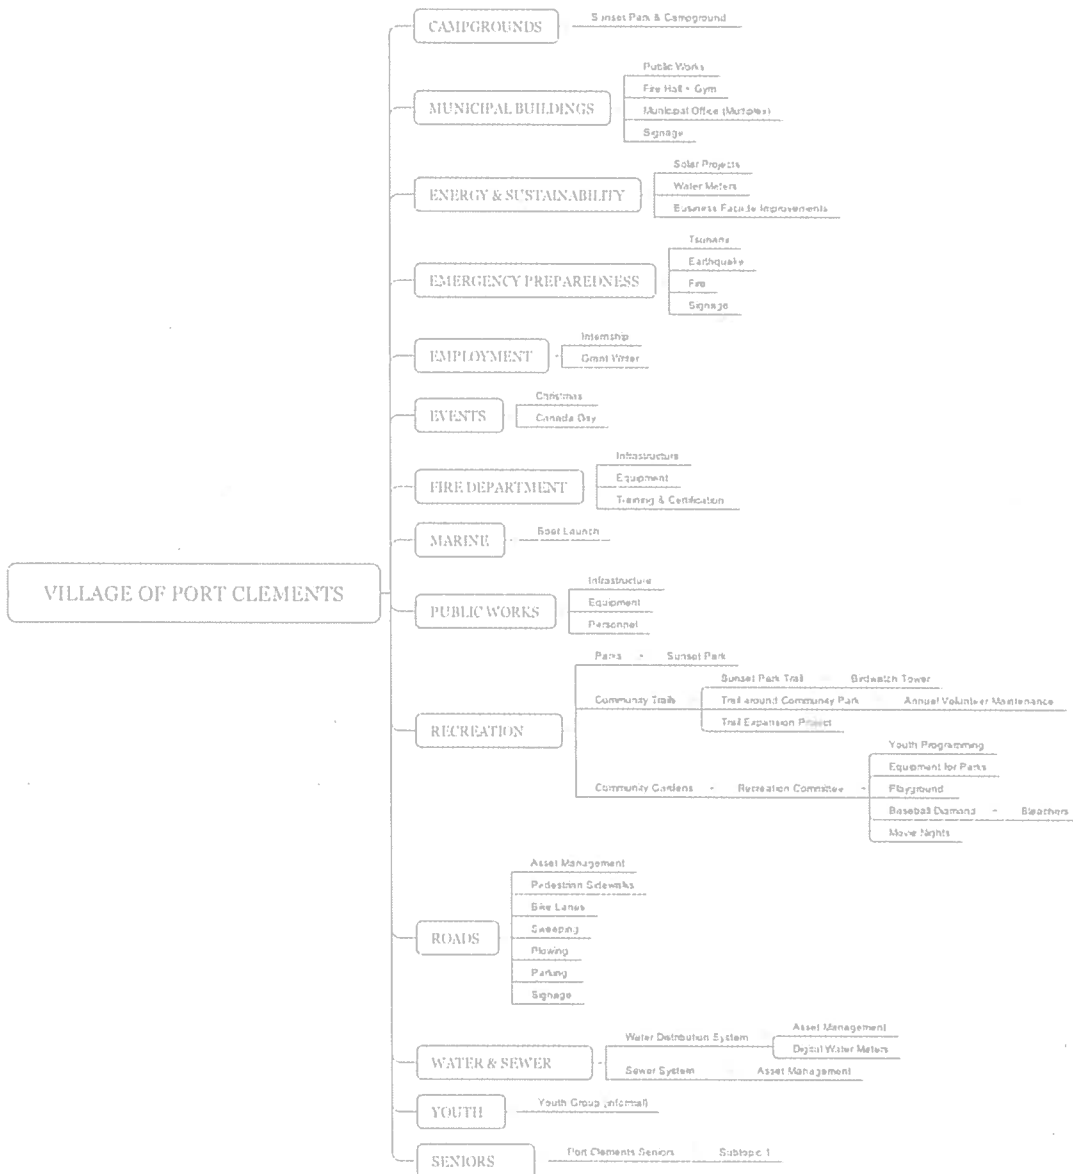 CAMPGROUNDS
Sunset Park & Campground
MUNICIPAL BUILDINGS
Public Works
Fire Hall + Gym
Municipal Office (Multiplex)
Signage
ENERGY & SUSTAINABILITY
Solar Projects
Water Meters
Business Facade Improvements
EMERGENCY PREPAREDNESS
Tsunami
Earthquake
Fire
Signage
EMPLOYMENT
Internship
Grant Writer
EVENTS
Christmas
Canada Day
FIRE DEPARTMENT
Infrastructure
Equipment
Training & Certification
MARINE
Boat Launch
VILLAGE OF PORT CLEMENTS
PUBLIC WORKS
Infrastructure
Equipment
Personnel
RECREATION
Parks
Sunset Park
Community Trails
Sunset Park Trail
Birdwatch Tower
Trail around Community Park
Annual Volunteer Maintenance
Trail Expansion Project
Community Gardens
Recreation Committee
Youth Programming
Equipment for Parks
Playground
Baseball Diamond
Bleachers
Movie Nights
ROADS
Asset Management
Pedestrian Sidewalks
Bike Lanes
Sweeping
Plowing
Parking
Signage
WATER & SEWER
Water Distribution System
Asset Management
Digital Water Meters
Sewer System
Asset Management
YOUTH
Youth Group (informal)
SENIORS
Port Clements Seniors
Subtopic 1